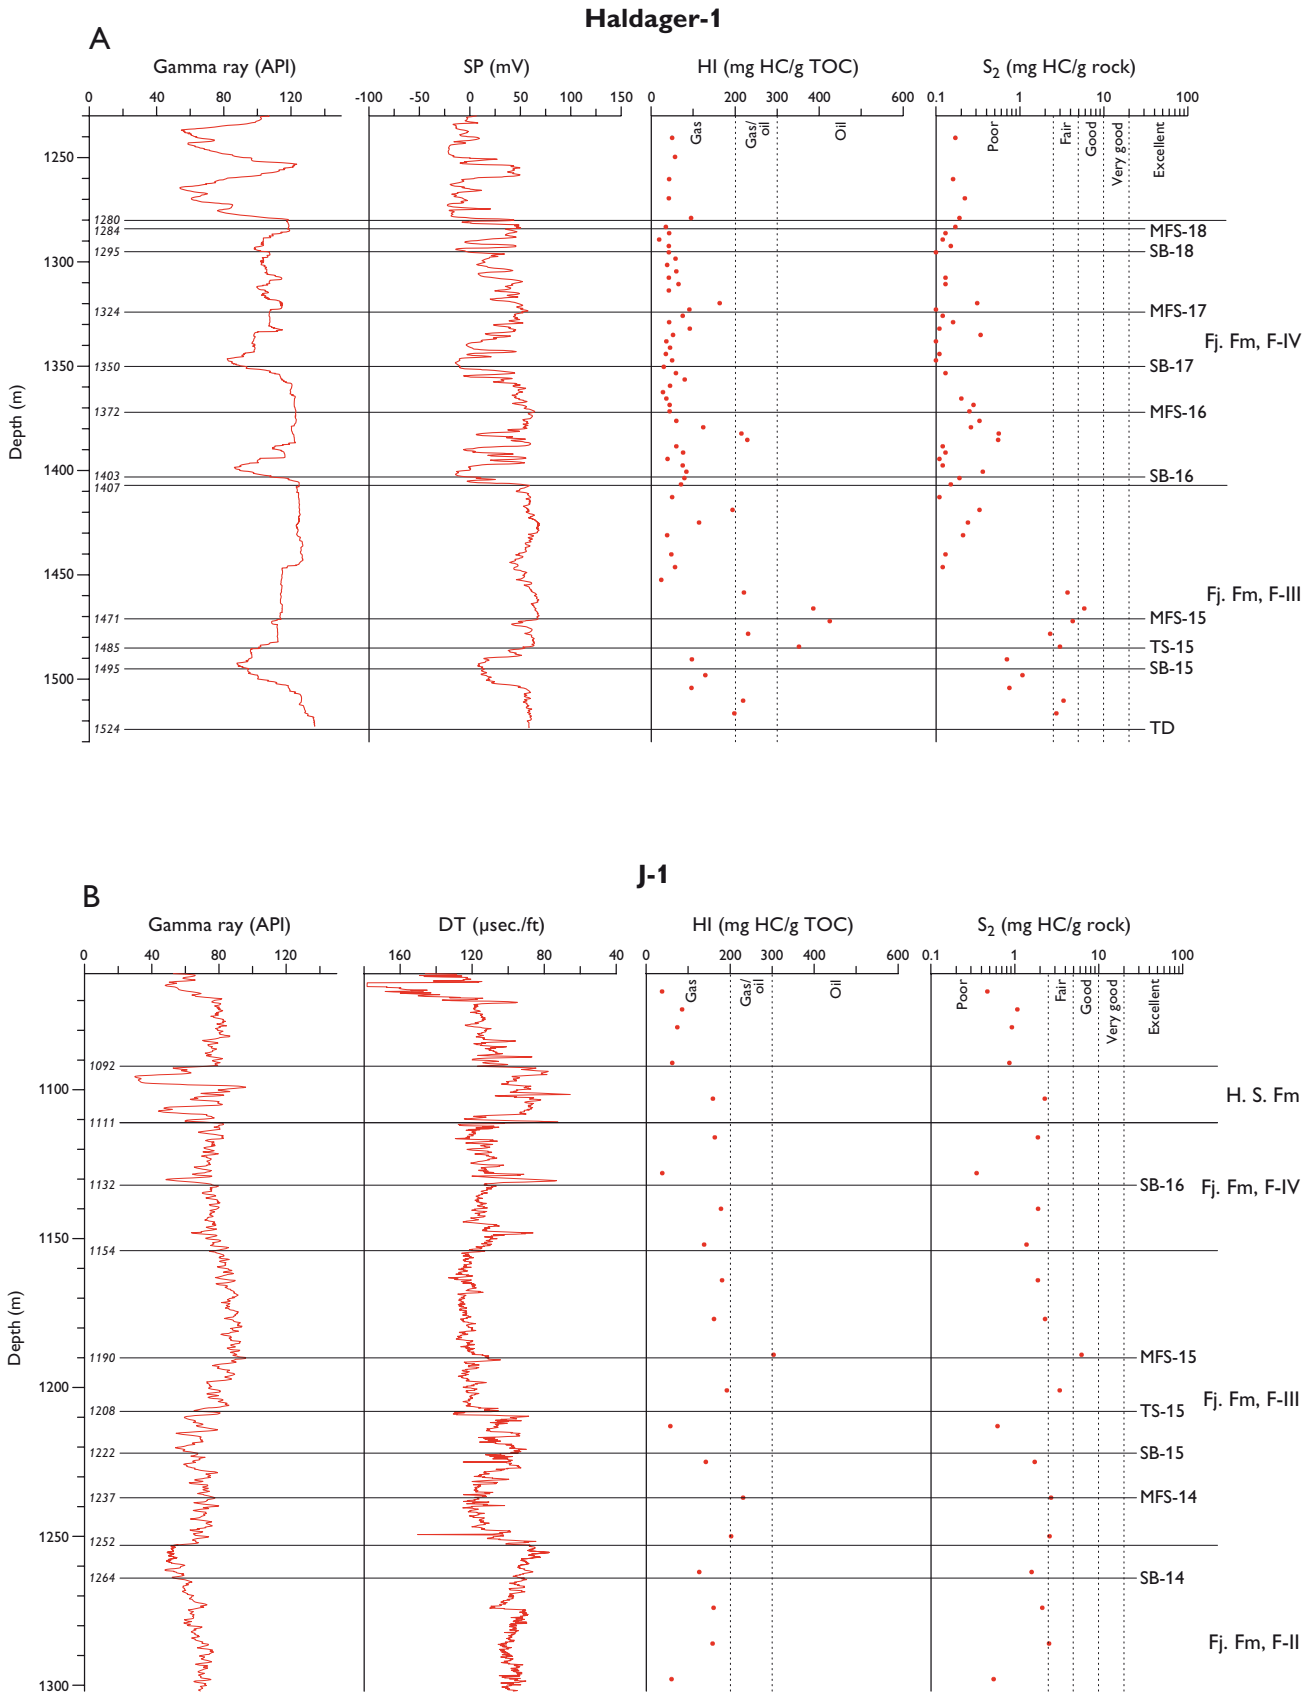 Haldager-1
A
Gamma ray (API) SP (mV) HI (mg HC/g TOC) S2 (mg HC/g rock)
0 40 80 120 -100 -50 0 50 100 150 0 200 300 400 600 0.1 1 10 100
Gas Gas/oil Oil Poor Fair Good Very good Excellent
Depth (m)
1250
1280
1284 MFS-18
1295 SB-18
1300
1324 MFS-17
Fj. Fm, F-IV
1350 1350 SB-17
1372 MFS-16
1400
1403 SB-16
1407
1450
Fj. Fm, F-III
1471 MFS-15
1485 TS-15
1495 SB-15
1500
1524 TD
J-1
B
Gamma ray (API) DT (µsec./ft) HI (mg HC/g TOC) S2 (mg HC/g rock)
0 40 80 120 160 120 80 40 0 200 300 400 600 0.1 1 10 100
Gas Gas/oil Oil Poor Fair Good Very good Excellent
Depth (m)
1092
1100 H. S. Fm
1111
1132 SB-16 Fj. Fm, F-IV
1150
1154
1190 MFS-15
1200 Fj. Fm, F-III
1208 TS-15
1222 SB-15
1237 MFS-14
1250
1252
1264 SB-14
Fj. Fm, F-II
1300